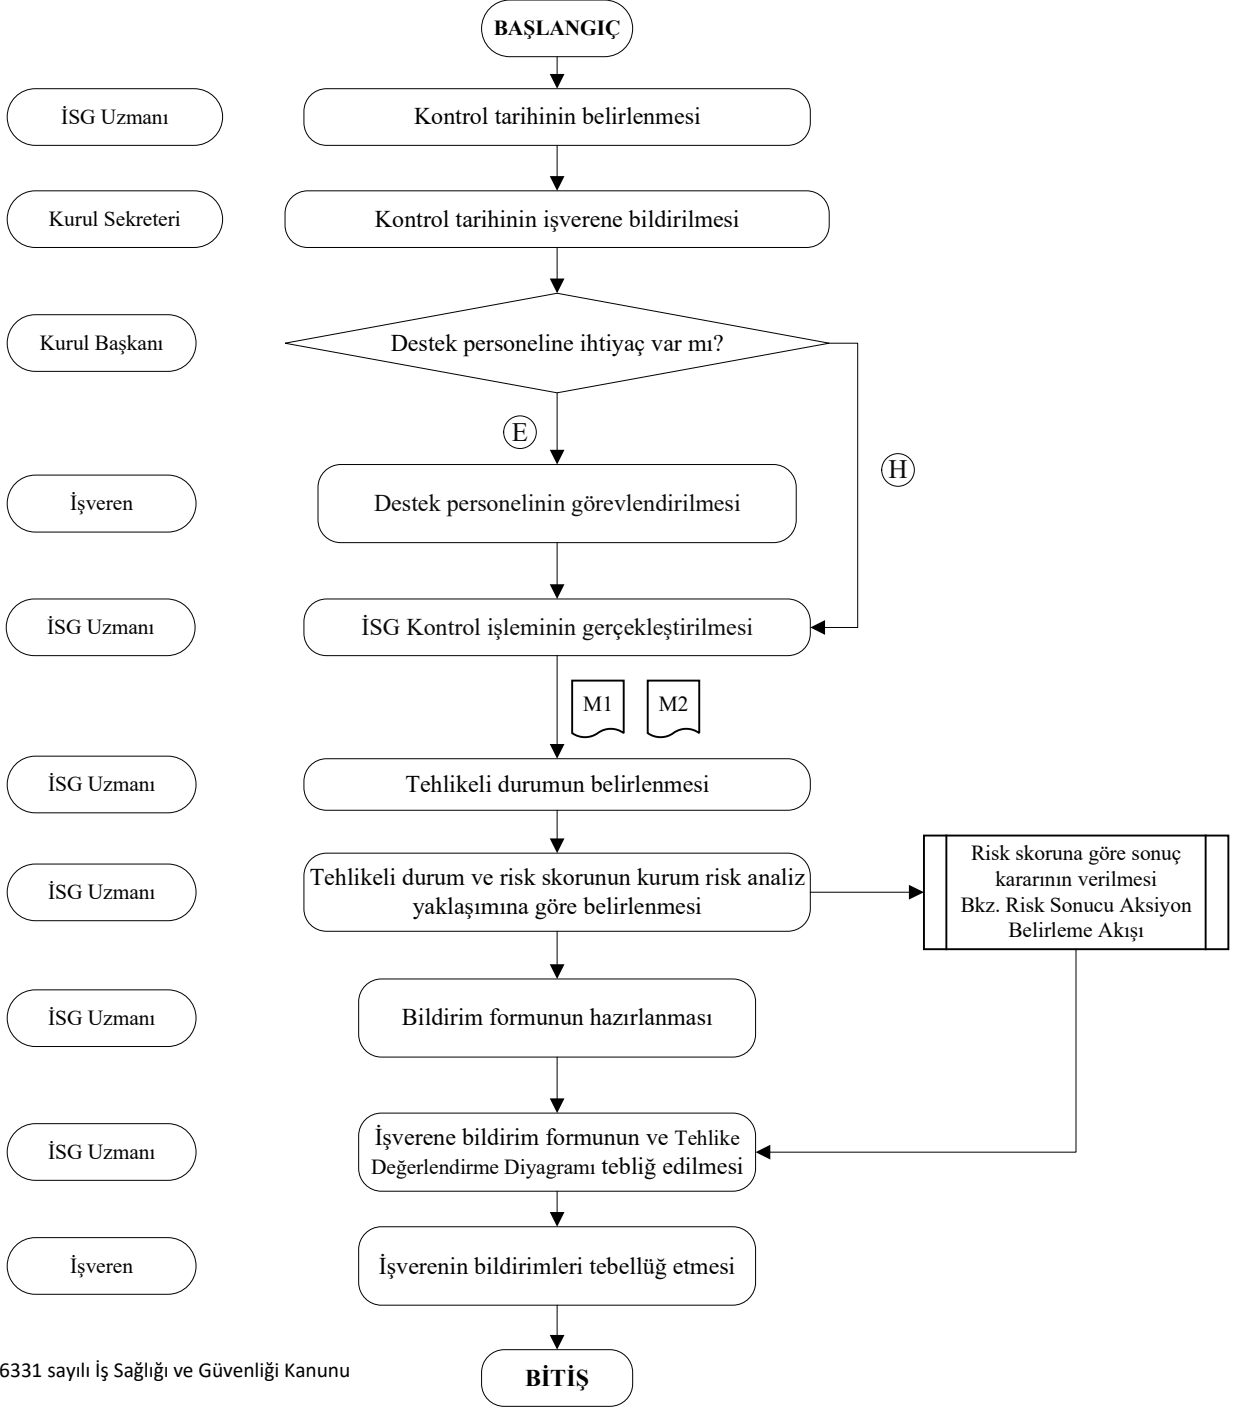 BAŞLANGIÇ
İSG Uzmanı
Kontrol tarihinin belirlenmesi
Kurul Sekreteri
Kontrol tarihinin işverene bildirilmesi
Kurul Başkanı
Destek personeline ihtiyaç var mı?
E
H
İşveren
Destek personelinin görevlendirilmesi
İSG Uzmanı
İSG Kontrol işleminin gerçekleştirilmesi
M1
M2
İSG Uzmanı
Tehlikeli durumun belirlenmesi
İSG Uzmanı
Tehlikeli durum ve risk skorunun kurum risk analiz
yaklaşımına göre belirlenmesi
Risk skoruna göre sonuç
kararının verilmesi
Bkz. Risk Sonucu Aksiyon
Belirleme Akışı
İSG Uzmanı
Bildirim formunun hazırlanması
İSG Uzmanı
İşverene bildirim formunun ve Tehlike
Değerlendirme Diyagramı tebliğ edilmesi
İşveren
İşverenin bildirimleri tebellüğ etmesi
6331 sayılı İş Sağlığı ve Güvenliği Kanunu
BİTİŞ